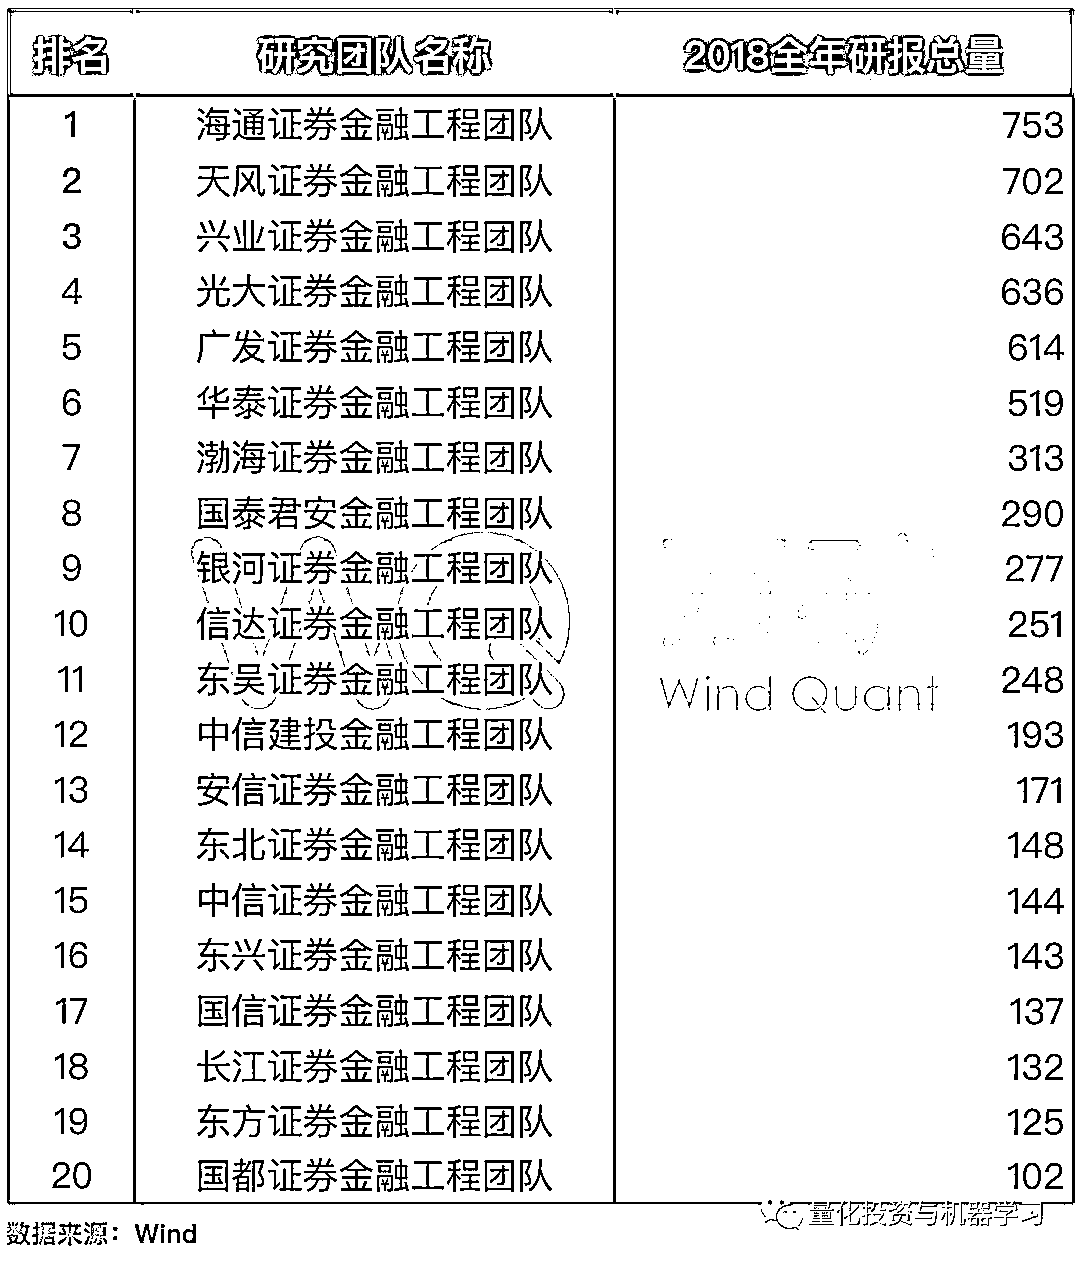 排名 研究团队名称 2018全年研报总量
1 海通证券金融工程团队 753
2 天风证券金融工程团队 702
3 兴业证券金融工程团队 643
4 光大证券金融工程团队 636
5 广发证券金融工程团队 614
6 华泰证券金融工程团队 519
7 渤海证券金融工程团队 313
8 国泰君安金融工程团队 290
9 银河证券金融工程团队 277
10 信达证券金融工程团队 251
11 东吴证券金融工程团队 248
Wind Quant
12 中信建投金融工程团队 193
13 安信证券金融工程团队 171
14 东北证券金融工程团队 148
15 中信证券金融工程团队 144
16 东兴证券金融工程团队 143
17 国信证券金融工程团队 137
18 长江证券金融工程团队 132
19 东方证券金融工程团队 125
20 国都证券金融工程团队 102
量化投资与机器学习
数据来源：Wind